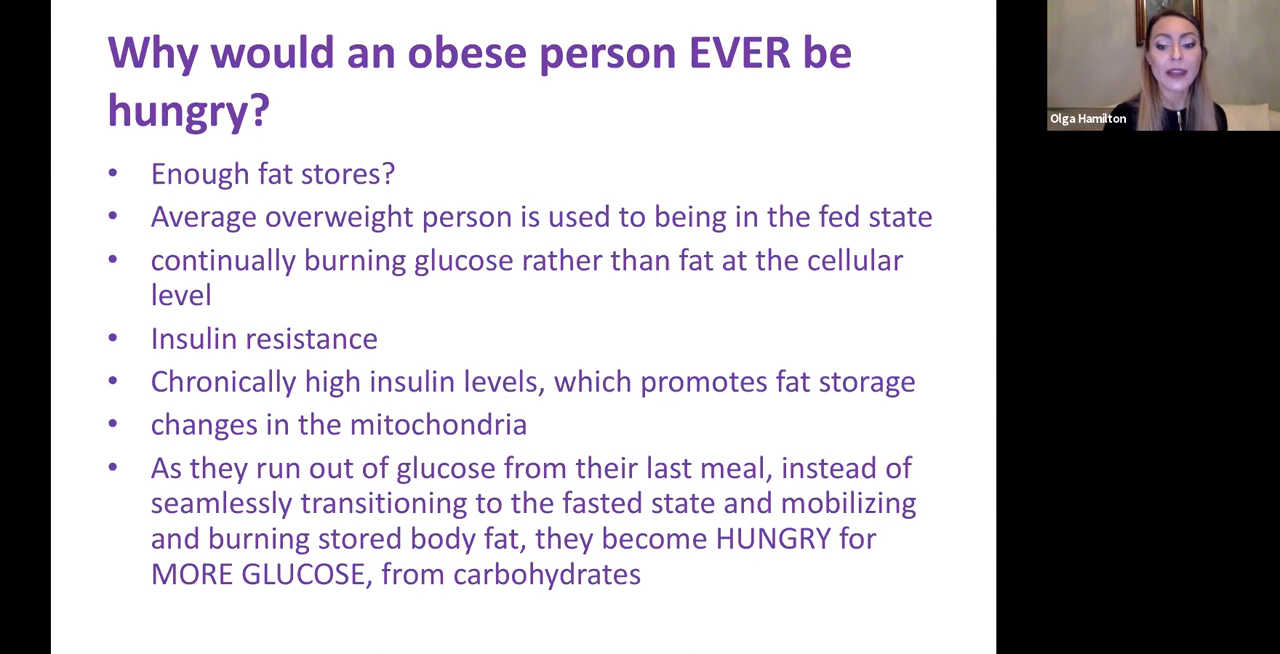 Why would an obese person EVER be
hungry?
• Enough fat stores?
• Average overweight person is used to being in the fed state
• continually burning glucose rather than fat at the cellular
level
• Insulin resistance
• Chronically high insulin levels, which promotes fat storage
• changes in the mitochondria
• As they run out of glucose from their last meal, instead of
seamlessly transitioning to the fasted state and mobilizing
and burning stored body fat, they become HUNGRY for
MORE GLUCOSE, from carbohydrates
Olga Hamilton